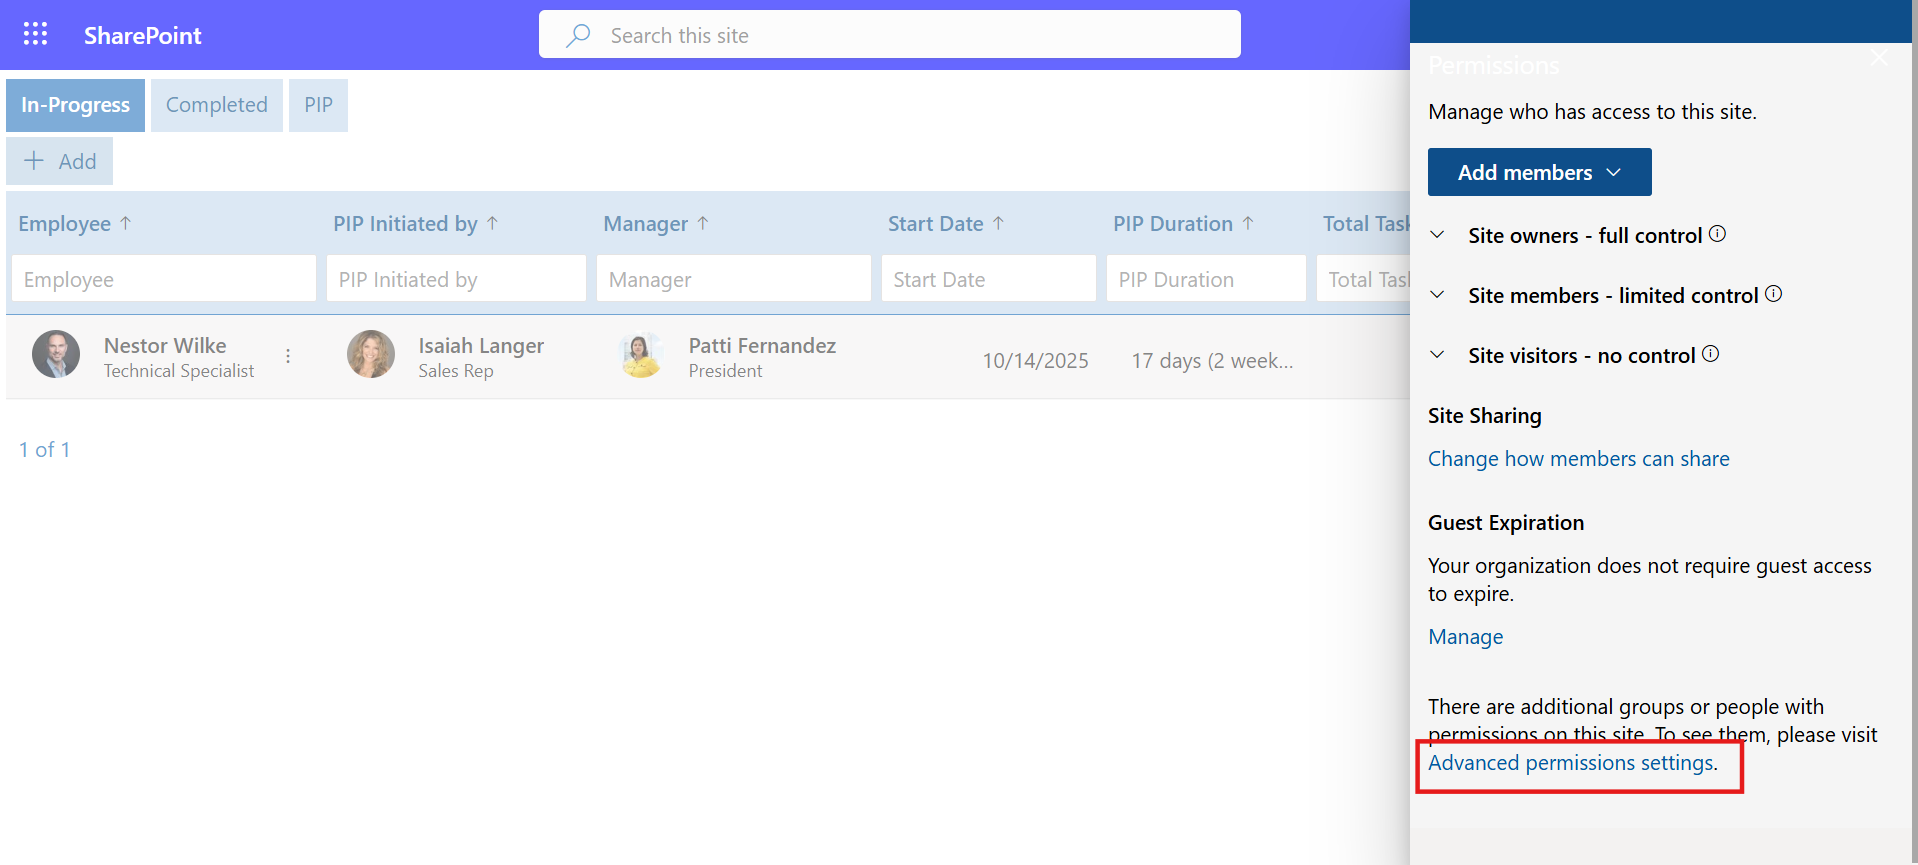 SharePoint
Search this site
In-Progress
Completed
PIP
Add
Employee
PIP Initiated by
Manager
Start Date
PIP Duration
Total Task
Employee
PIP Initiated by
Manager
Start Date
PIP Duration
Total Tas
Nestor Wilke
Technical Specialist
Isaiah Langer
Sales Rep
Patti Fernandez
President
10/14/2025
17 days (2 week...
1 of 1
Permissions
Manage who has access to this site.
Add members
Site owners - full control
Site members - limited control
Site visitors - no control
Site Sharing
Change how members can share
Guest Expiration
Your organization does not require guest access
to expire.
Manage
There are additional groups or people with
permissions on this site. To see them, please visit
Advanced permissions settings.